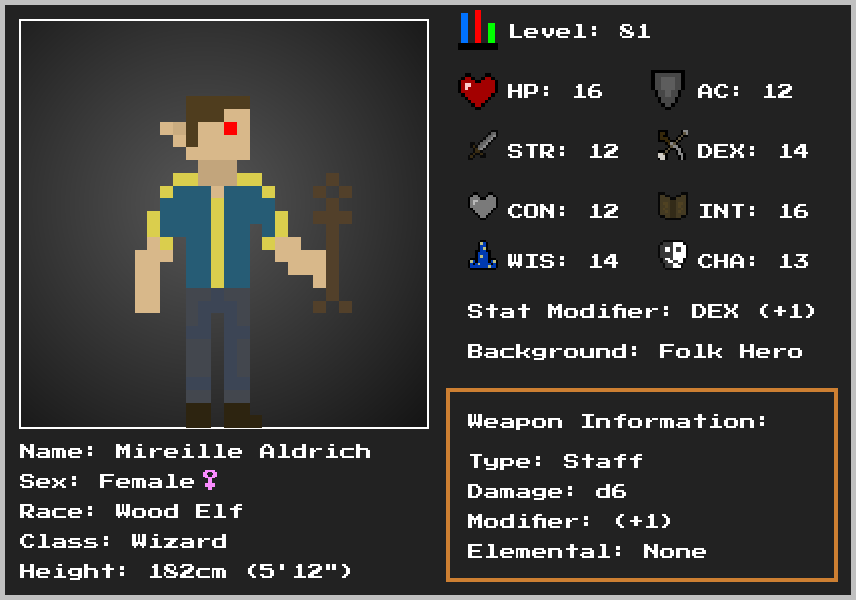 Level: 81
HP: 16 AC: 12
STR: 12 DEX: 14
CON: 12 INT: 16
WIS: 14 CHA: 13
Stat Modifier: DEX (+1)
Background: Folk Hero
Weapon Information:
Type: Staff
Damage: d6
Modifier: (+1)
Elemental: None
Name: Mireille Aldrich
Sex: Female♀
Race: Wood Elf
Class: Wizard
Height: 182cm (5'12")